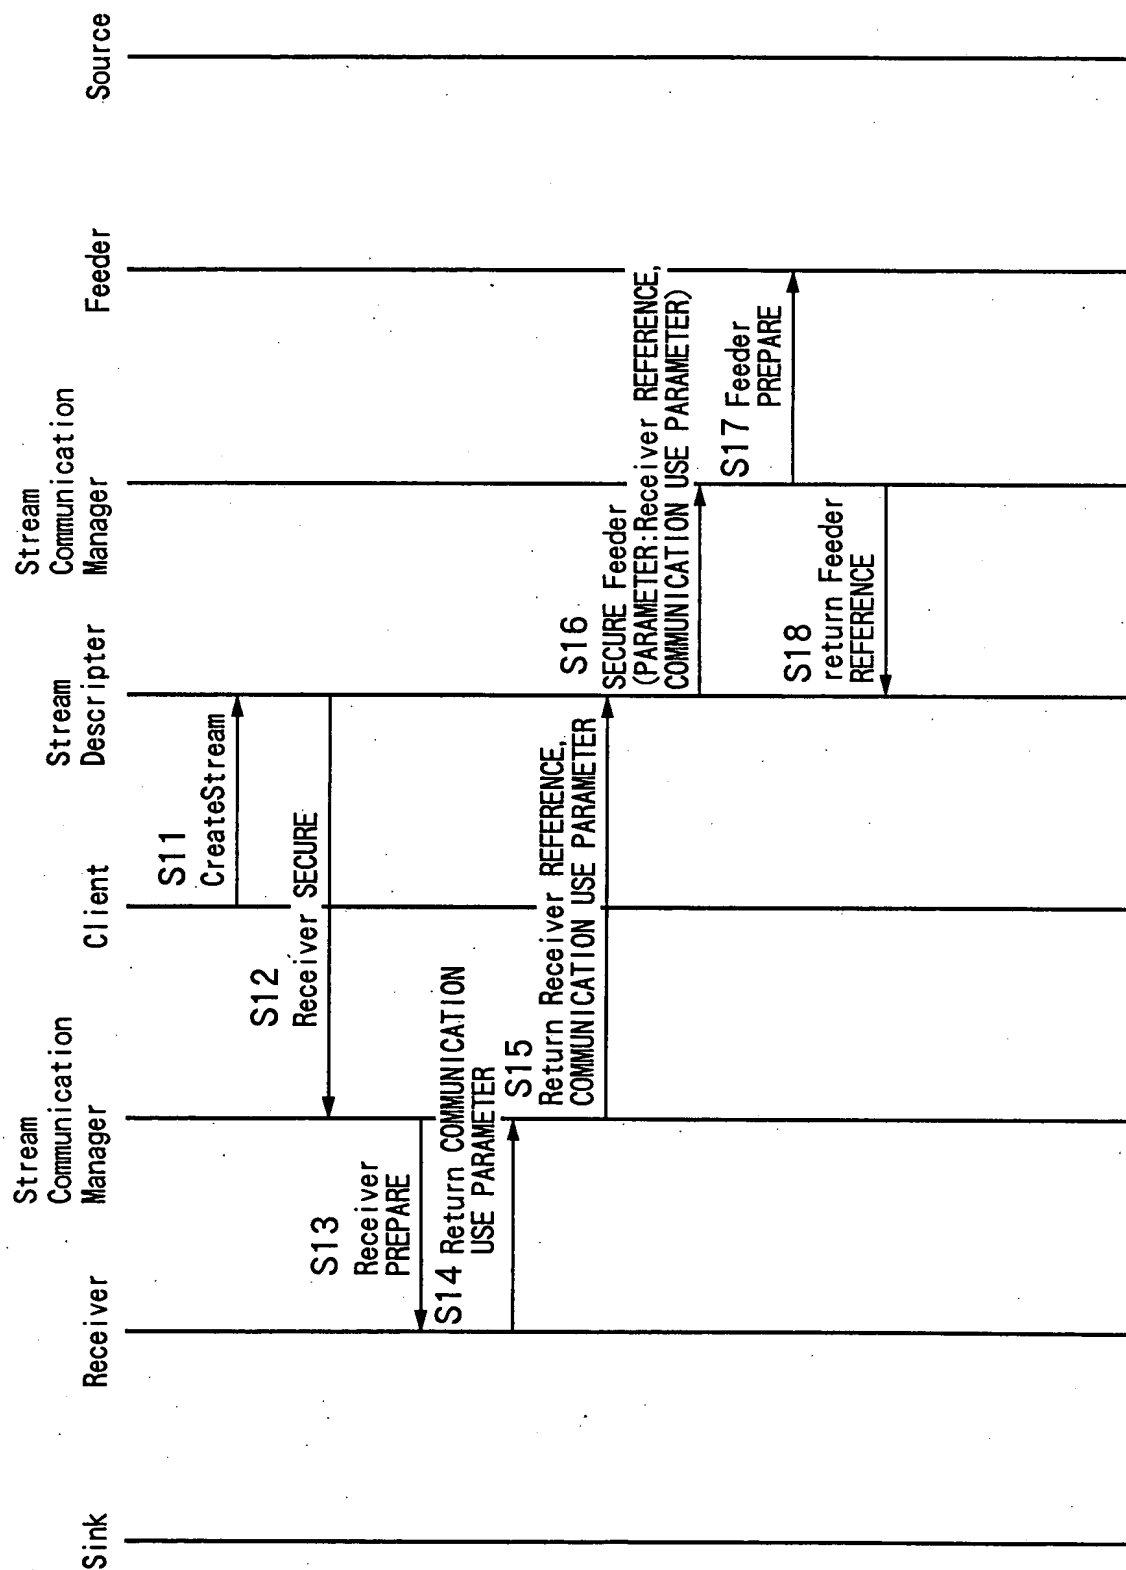 Sink
Receiver
Stream
Communication
Manager
Client
Stream
Descripter
Stream
Communication
Manager
Feeder
Source
S11
CreateStream
S12
Receiver SECURE
S13
Receiver
PREPARE
S14 Return COMMUNICATION
USE PARAMETER
S15
Return Receiver REFERENCE,
COMMUNICATION USE PARAMETER
S16
SECURE Feeder
(PARAMETER:Receiver REFERENCE,
COMMUNICATION USE PARAMETER)
S17 Feeder
PREPARE
S18
return Feeder
REFERENCE